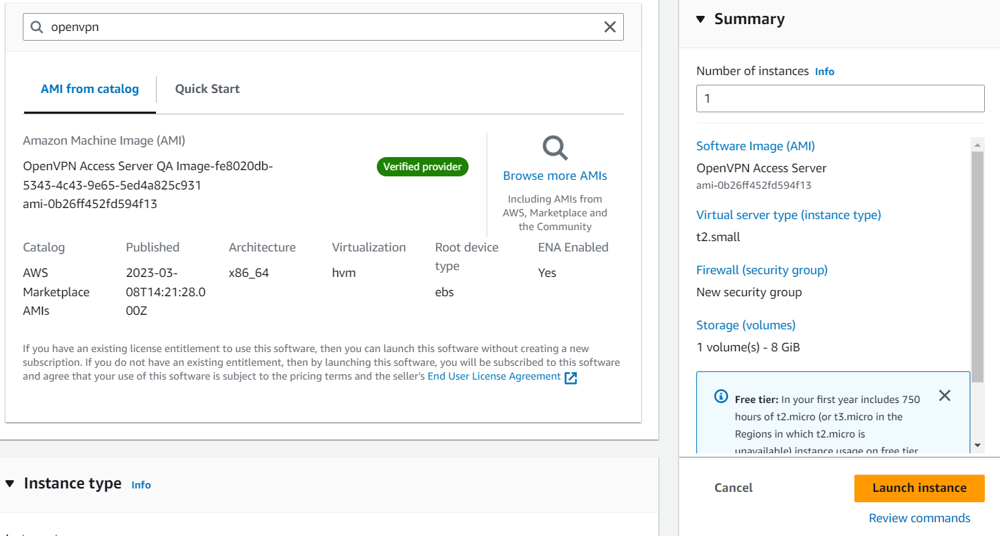 openvpn
AMI from catalog
Quick Start
Amazon Machine Image (AMI)
OpenVPN Access Server QA Image-fe8020db-
5343-4c43-9e65-5ed4a825c931
ami-0b26ff452fd594f13
Verified provider
Browse more AMIs
Including AMIs from
AWS, Marketplace and
the Community
Catalog
AWS
Marketplace
AMIs
Published
2023-03-
08T14:21:28.0
00Z
Architecture
x86_64
Virtualization
hvm
Root device
type
ebs
ENA Enabled
Yes
If you have an existing license entitlement to use this software, then you can launch this software without creating a new
subscription. If you do not have an existing entitlement, then by launching this software, you will be subscribed to this software
and agree that your use of this software is subject to the pricing terms and the seller's End User License Agreement
Instance type Info
Summary
Number of instances Info
1
Software Image (AMI)
OpenVPN Access Server
ami-0b26ff452fd594f13
Virtual server type (instance type)
t2.small
Firewall (security group)
New security group
Storage (volumes)
1 volume(s) - 8 GiB
Free tier: In your first year includes 750
hours of t2.micro (or t3.micro in the
Regions in which t2.micro is
unavailable) instance usage on free tier
Cancel
Launch instance
Review commands